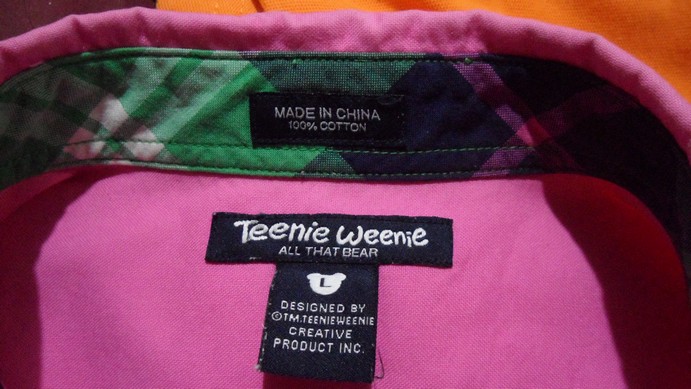 MADE IN CHINA
100% COTTON
Teenie Weenie
ALL THAT BEAR
L
DESIGNED BY
©TM.TEENIEWEENIE
CREATIVE
PRODUCT INC.